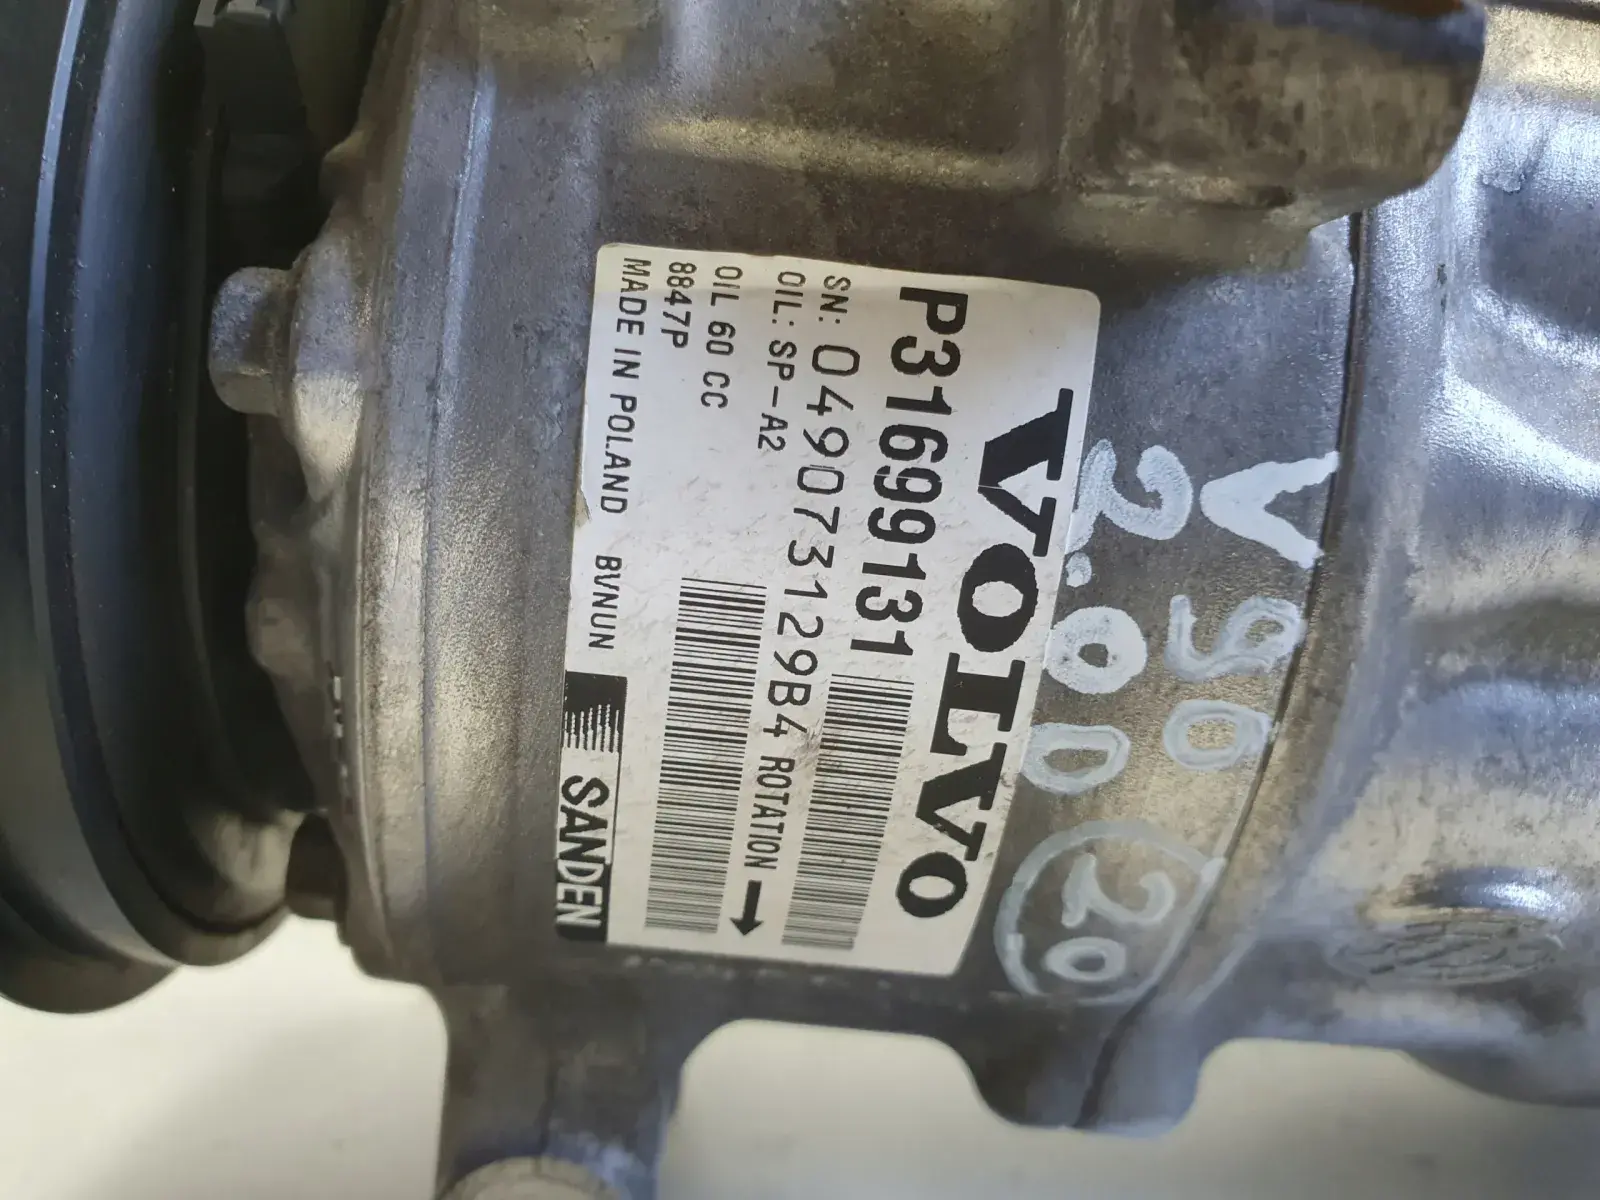 VOLVO
P31699131
SN: 049073129B4
OIL: SP-A2
ROTATION →
OIL 60 CC
8847P
MADE IN POLAND BVNUN
SANDEN
V90
2.0D
20